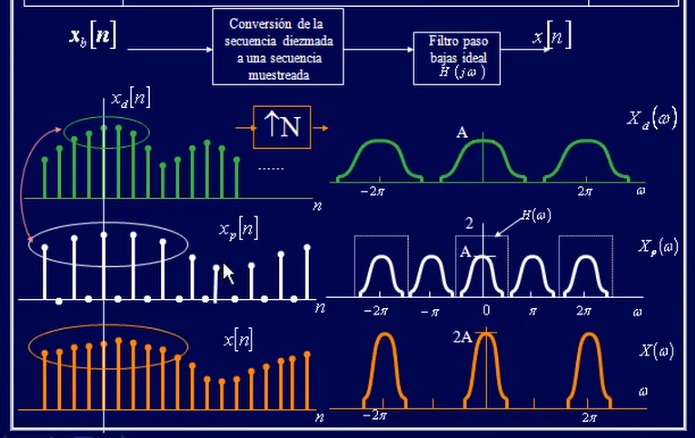 x_b[n]
Conversión de la
secuencia diezmada
a una secuencia
muestreada
Filtro paso
bajas ideal
H(jω)
x[n]
x_d[n]
↑N
......
n
A
X_d(ω)
−2π
2π
ω
x_p[n]
n
2
H(ω)
A
X_p(ω)
−2π
−π
0
π
2π
ω
x[n]
n
2A
X(ω)
ω
−2π
2π